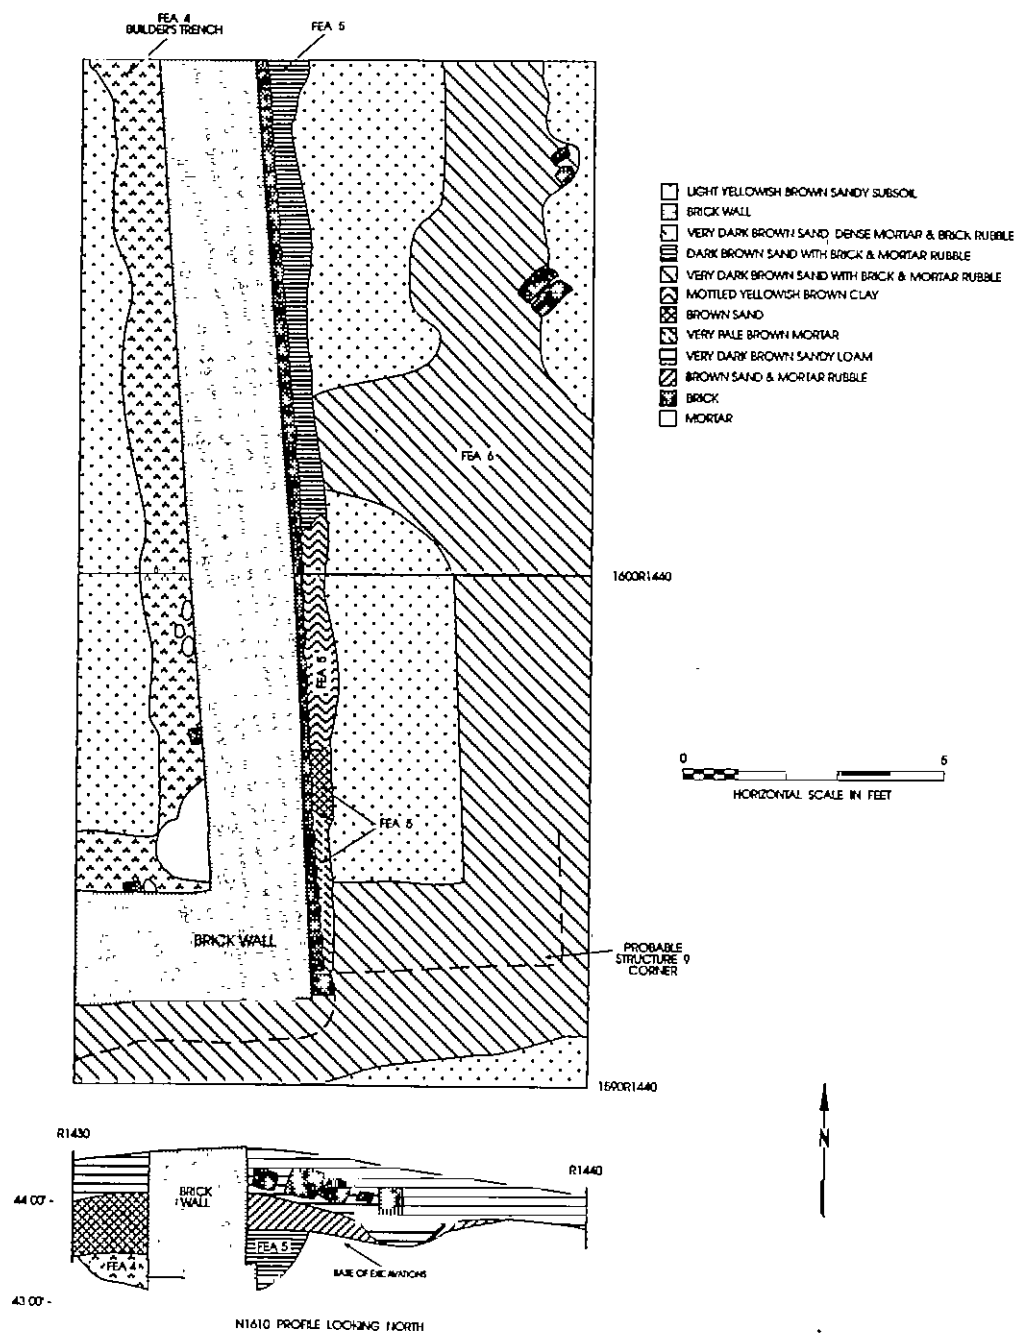 FEA 4
BUILDER'S TRENCH
FEA 5
LIGHT YELLOWISH BROWN SANDY SUBSOIL
BRICK WALL
VERY DARK BROWN SAND, DENSE MORTAR & BRICK RUBBLE
DARK BROWN SAND WITH BRICK & MORTAR RUBBLE
VERY DARK BROWN SAND WITH BRICK & MORTAR RUBBLE
MOTTLED YELLOWISH BROWN CLAY
BROWN SAND
VERY PALE BROWN MORTAR
VERY DARK BROWN SANDY LOAM
BROWN SAND & MORTAR RUBBLE
BRICK
MORTAR
FEA 6
1600R1440
FEA 5
0 5
HORIZONTAL SCALE IN FEET
FEA 5
BRICK WALL
PROBABLE
STRUCTURE 9
CORNER
1590R1440
N
R1430
R1440
44 00' -
BRICK
WALL
FEA 4
FEA 5
BASE OF EXCAVATIONS
43 00' -
N1610 PROFILE LOOKING NORTH